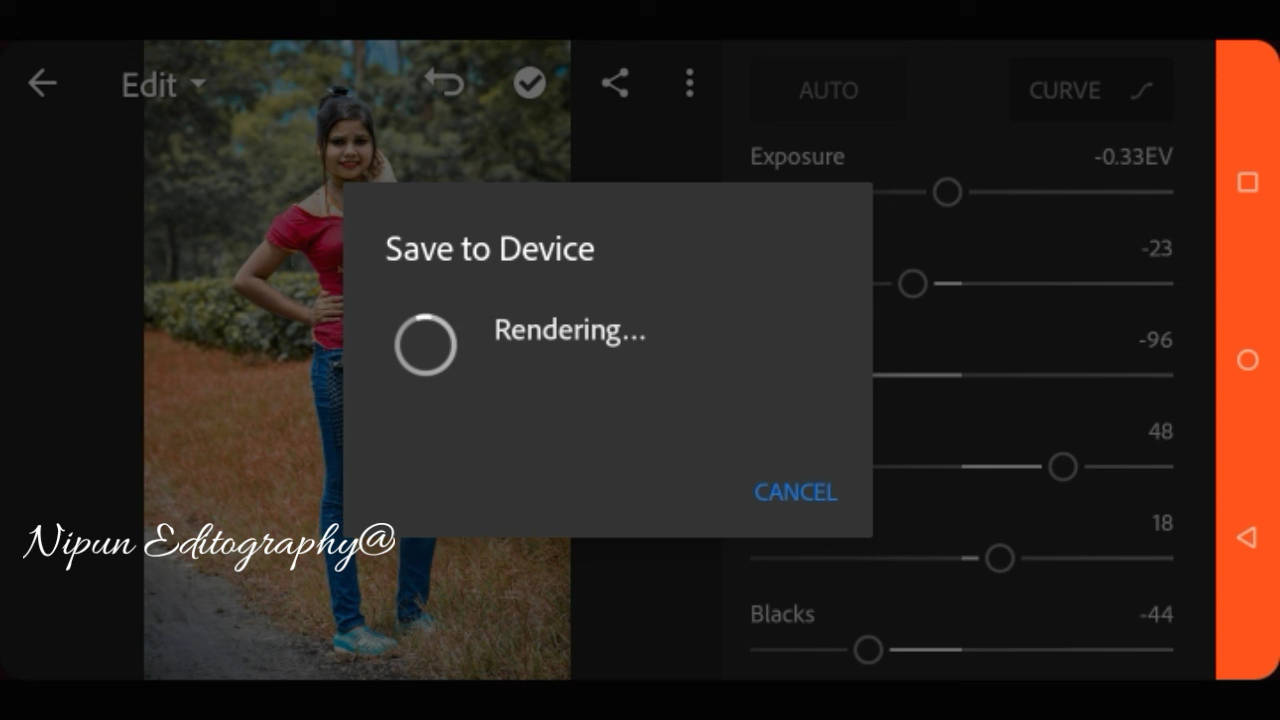 Edit
AUTO
CURVE
Exposure
-0.33EV
-23
-96
48
18
Blacks
-44
Save to Device
Rendering...
CANCEL
Nipun Editography@